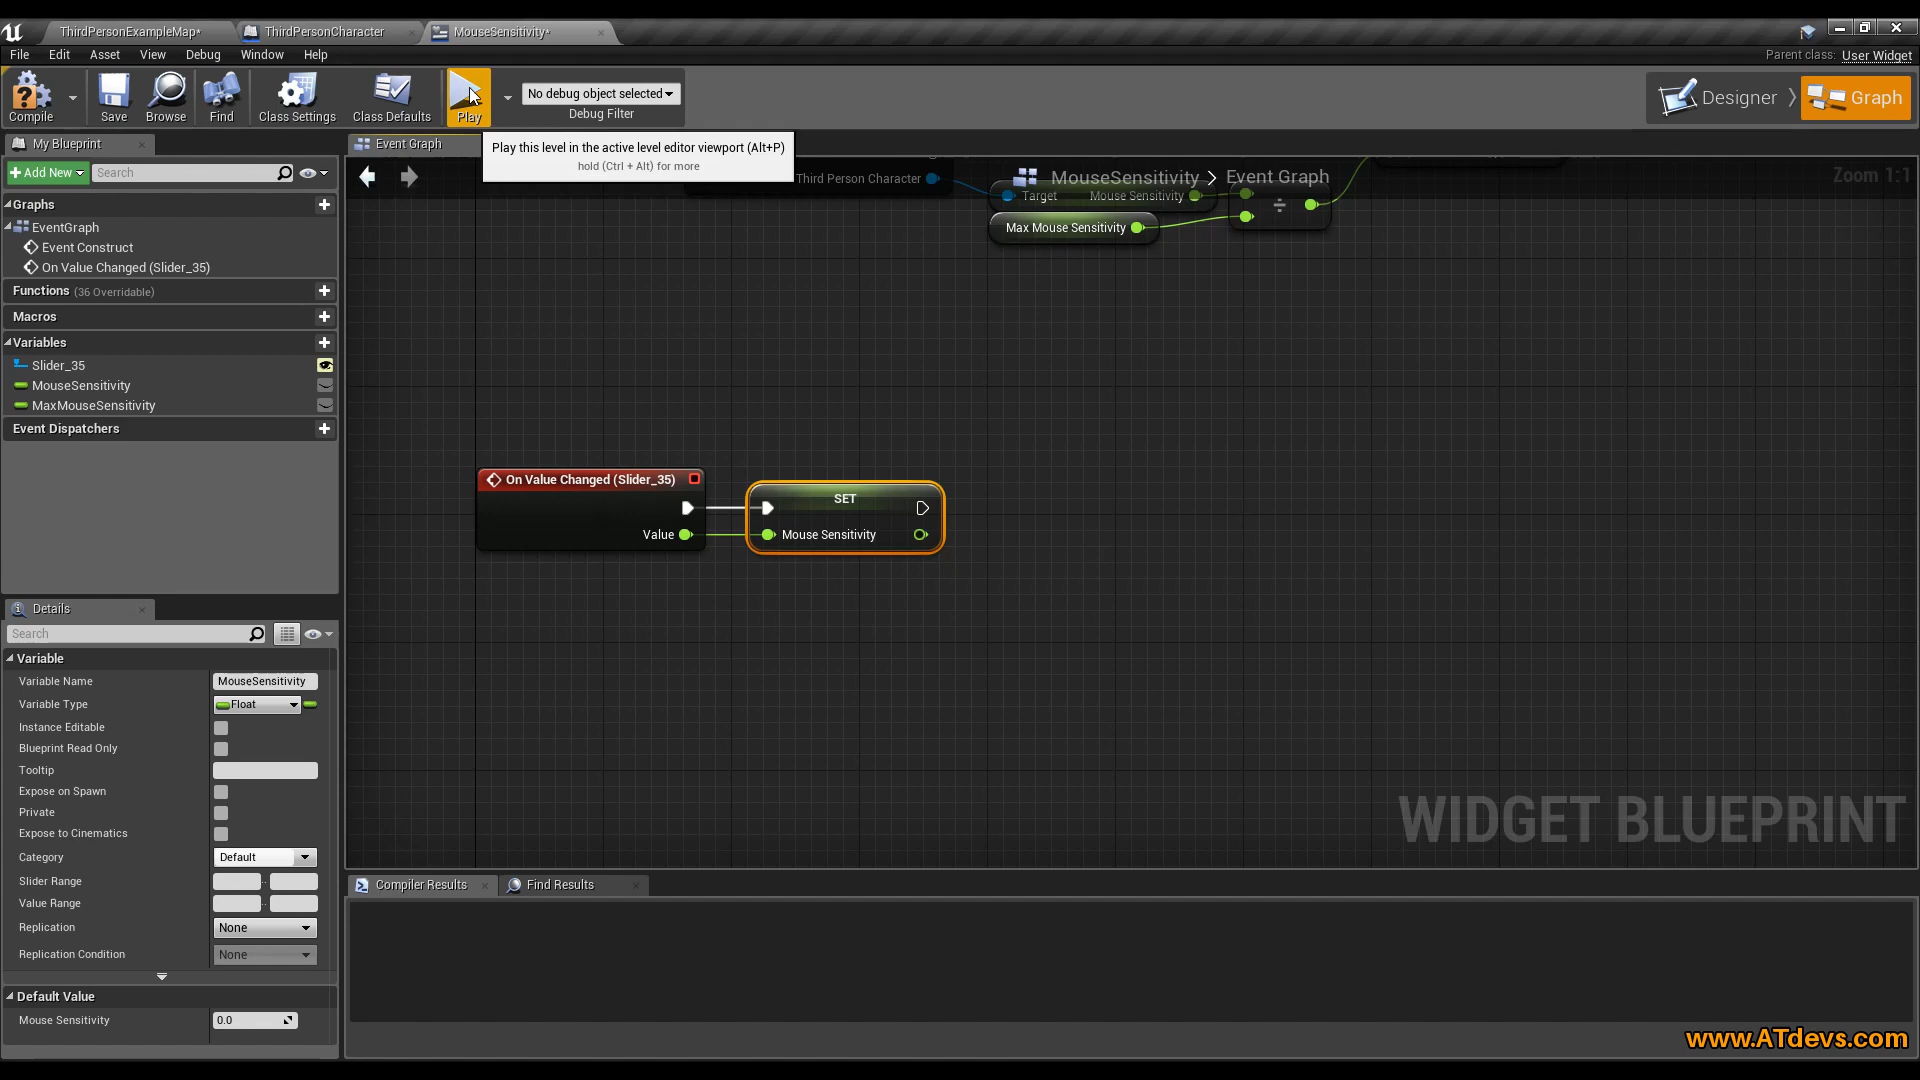 ThirdPersonExampleMap*
ThirdPersonCharacter
MouseSensitivity*
File Edit Asset View Debug Window Help
Parent class: User Widget
Compile
Save
Browse
Find
Class Settings
Class Defaults
Play
No debug object selected
Debug Filter
Designer
Graph
My Blueprint
Event Graph
Play this level in the active level editor viewport (Alt+P)
hold (Ctrl + Alt) for more
Add New
Search
MouseSensitivity > Event Graph
Zoom 1:1
Third Person Character
Target
Mouse Sensitivity
Max Mouse Sensitivity
Graphs
EventGraph
Event Construct
On Value Changed (Slider_35)
Functions (36 Overridable)
Macros
Variables
Slider_35
MouseSensitivity
MaxMouseSensitivity
Event Dispatchers
On Value Changed (Slider_35)
Value
SET
Mouse Sensitivity
Details
Search
Variable
Variable Name MouseSensitivity
Variable Type Float
Instance Editable
Blueprint Read Only
Tooltip
Expose on Spawn
Private
Expose to Cinematics
Category Default
Slider Range
Value Range
Replication None
Replication Condition None
Default Value
Mouse Sensitivity 0.0
WIDGET BLUEPRINT
Compiler Results
Find Results
www.ATdevs.com